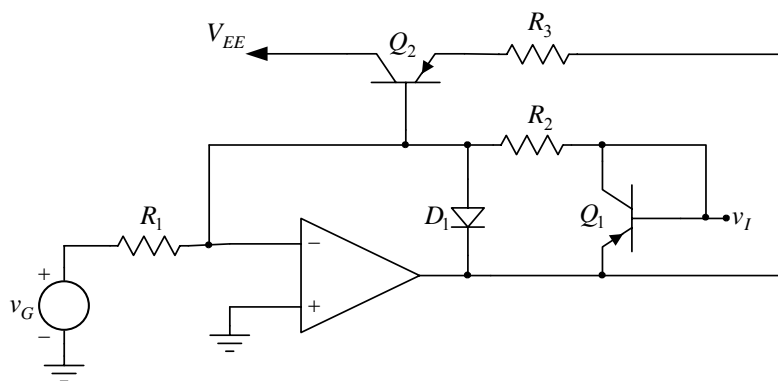 V_EE
Q_2
R_3
R_2
R_1
D_1
Q_1
v_I
−
+
+
v_G
−